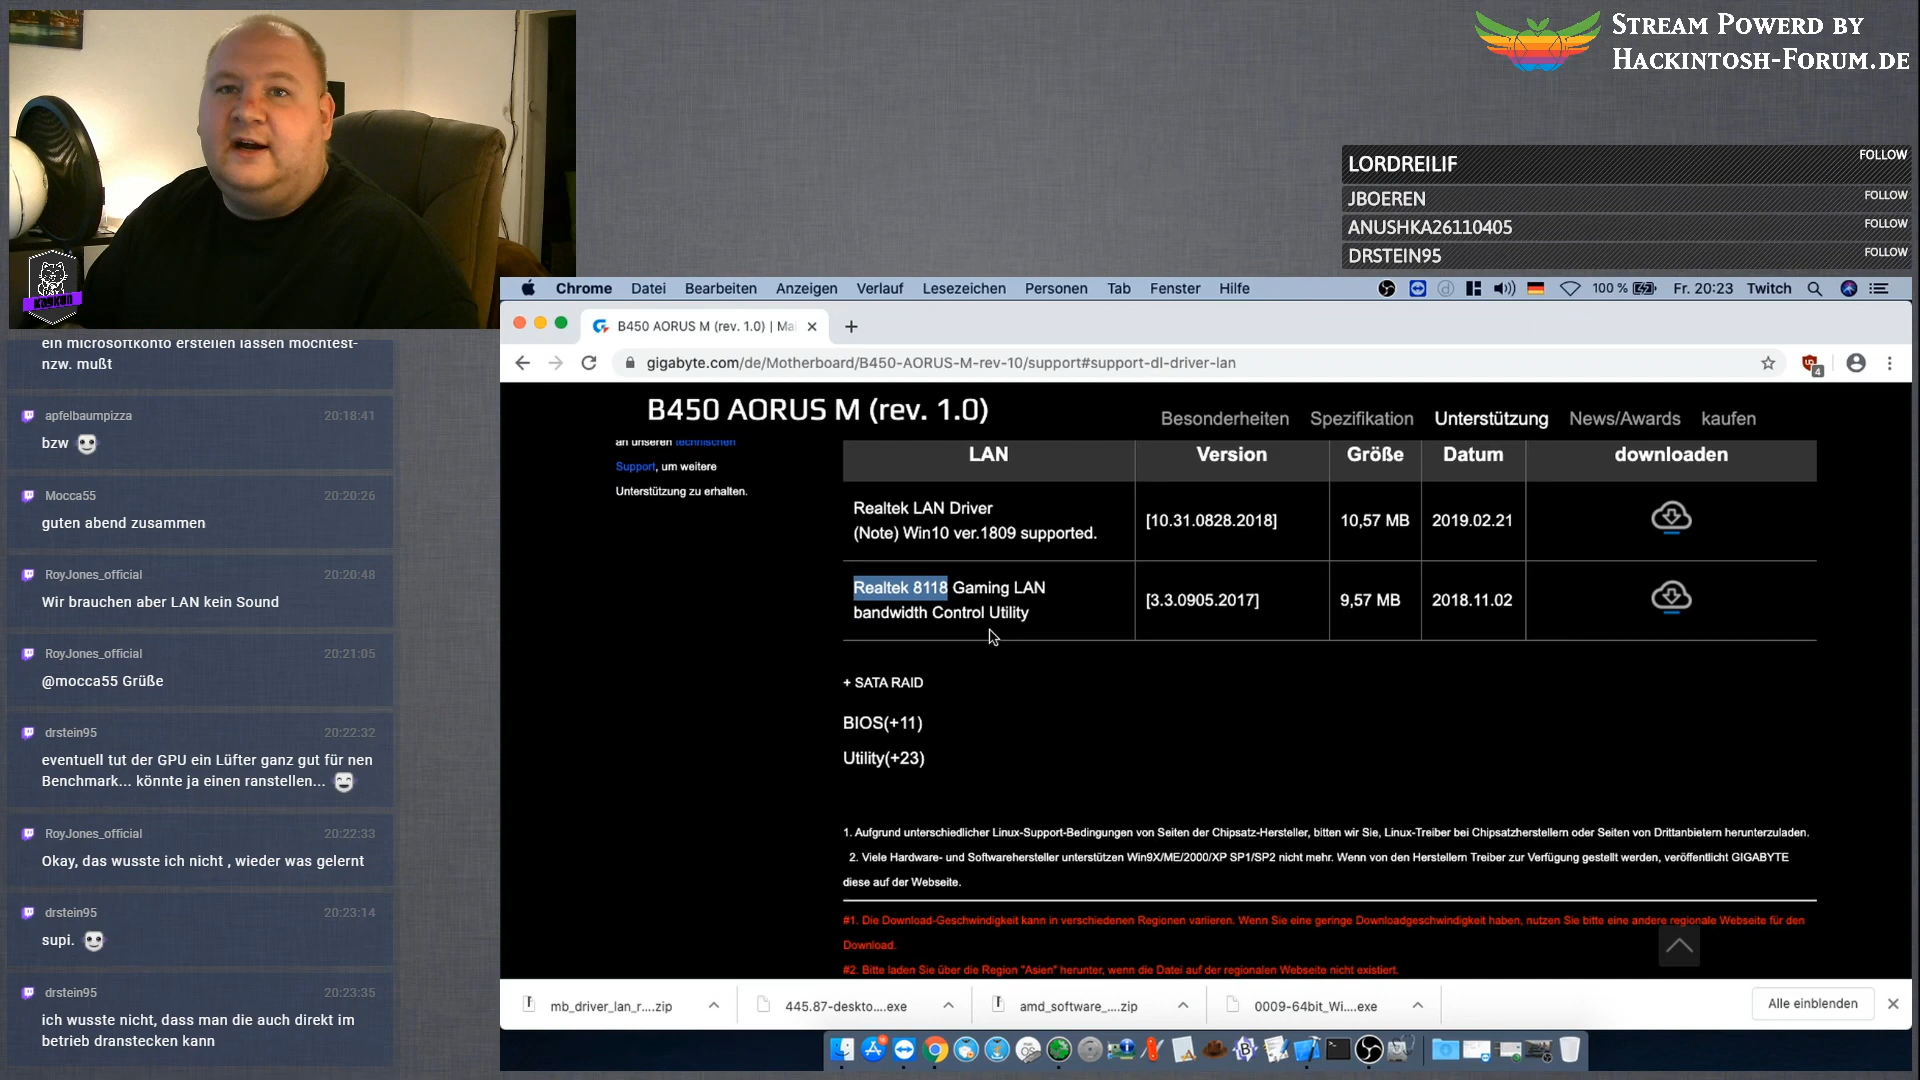 STREAM POWERD BY
HACKINTOSH-FORUM.DE
LORDREILIF FOLLOW
JBOEREN FOLLOW
ANUSHKA26110405 FOLLOW
DRSTEIN95 FOLLOW
ein microsoftkonto erstellen lassen möchtest-
nzw. mußt
apfelbaumpizza 20:18:41
bzw
Mocca55 20:20:26
guten abend zusammen
RoyJones_official 20:20:48
Wir brauchen aber LAN kein Sound
RoyJones_official 20:21:05
@mocca55 Grüße
drstein95 20:22:32
eventuell tut der GPU ein Lüfter ganz gut für nen
Benchmark... könnte ja einen ranstellen...
RoyJones_official 20:22:33
Okay, das wusste ich nicht , wieder was gelernt
drstein95 20:23:14
supi.
drstein95 20:23:35
ich wusste nicht, dass man die auch direkt im
betrieb dranstecken kann
Chrome Datei Bearbeiten Anzeigen Verlauf Lesezeichen Personen Tab Fenster Hilfe 100 % Fr. 20:23 Twitch
B450 AORUS M (rev. 1.0) | Ma
gigabyte.com/de/Motherboard/B450-AORUS-M-rev-10/support#support-dl-driver-lan
4
B450 AORUS M (rev. 1.0)
Besonderheiten Spezifikation Unterstützung News/Awards kaufen
an unseren technischen
Support, um weitere
Unterstützung zu erhalten.
LAN Version Größe Datum downloaden
Realtek LAN Driver
(Note) Win10 ver.1809 supported.
[10.31.0828.2018] 10,57 MB 2019.02.21
Realtek 8118 Gaming LAN
bandwidth Control Utility
[3.3.0905.2017] 9,57 MB 2018.11.02
+ SATA RAID
BIOS(+11)
Utility(+23)
1. Aufgrund unterschiedlicher Linux-Support-Bedingungen von Seiten der Chipsatz-Hersteller, bitten wir Sie, Linux-Treiber bei Chipsatzherstellern oder Seiten von Drittanbietern herunterzuladen.
2. Viele Hardware- und Softwarehersteller unterstützen Win9X/ME/2000/XP SP1/SP2 nicht mehr. Wenn von den Herstellern Treiber zur Verfügung gestellt werden, veröffentlicht GIGABYTE
diese auf der Webseite.
#1. Die Download-Geschwindigkeit kann in verschiedenen Regionen variieren. Wenn Sie eine geringe Downloadgeschwindigkeit haben, nutzen Sie bitte eine andere regionale Webseite für den
Download.
#2. Bitte laden Sie über die Region "Asien" herunter, wenn die Datei auf der regionalen Webseite nicht existiert.
mb_driver_lan_r....zip 445.87-deskto....exe amd_software_....zip 0009-64bit_Wi....exe Alle einblenden